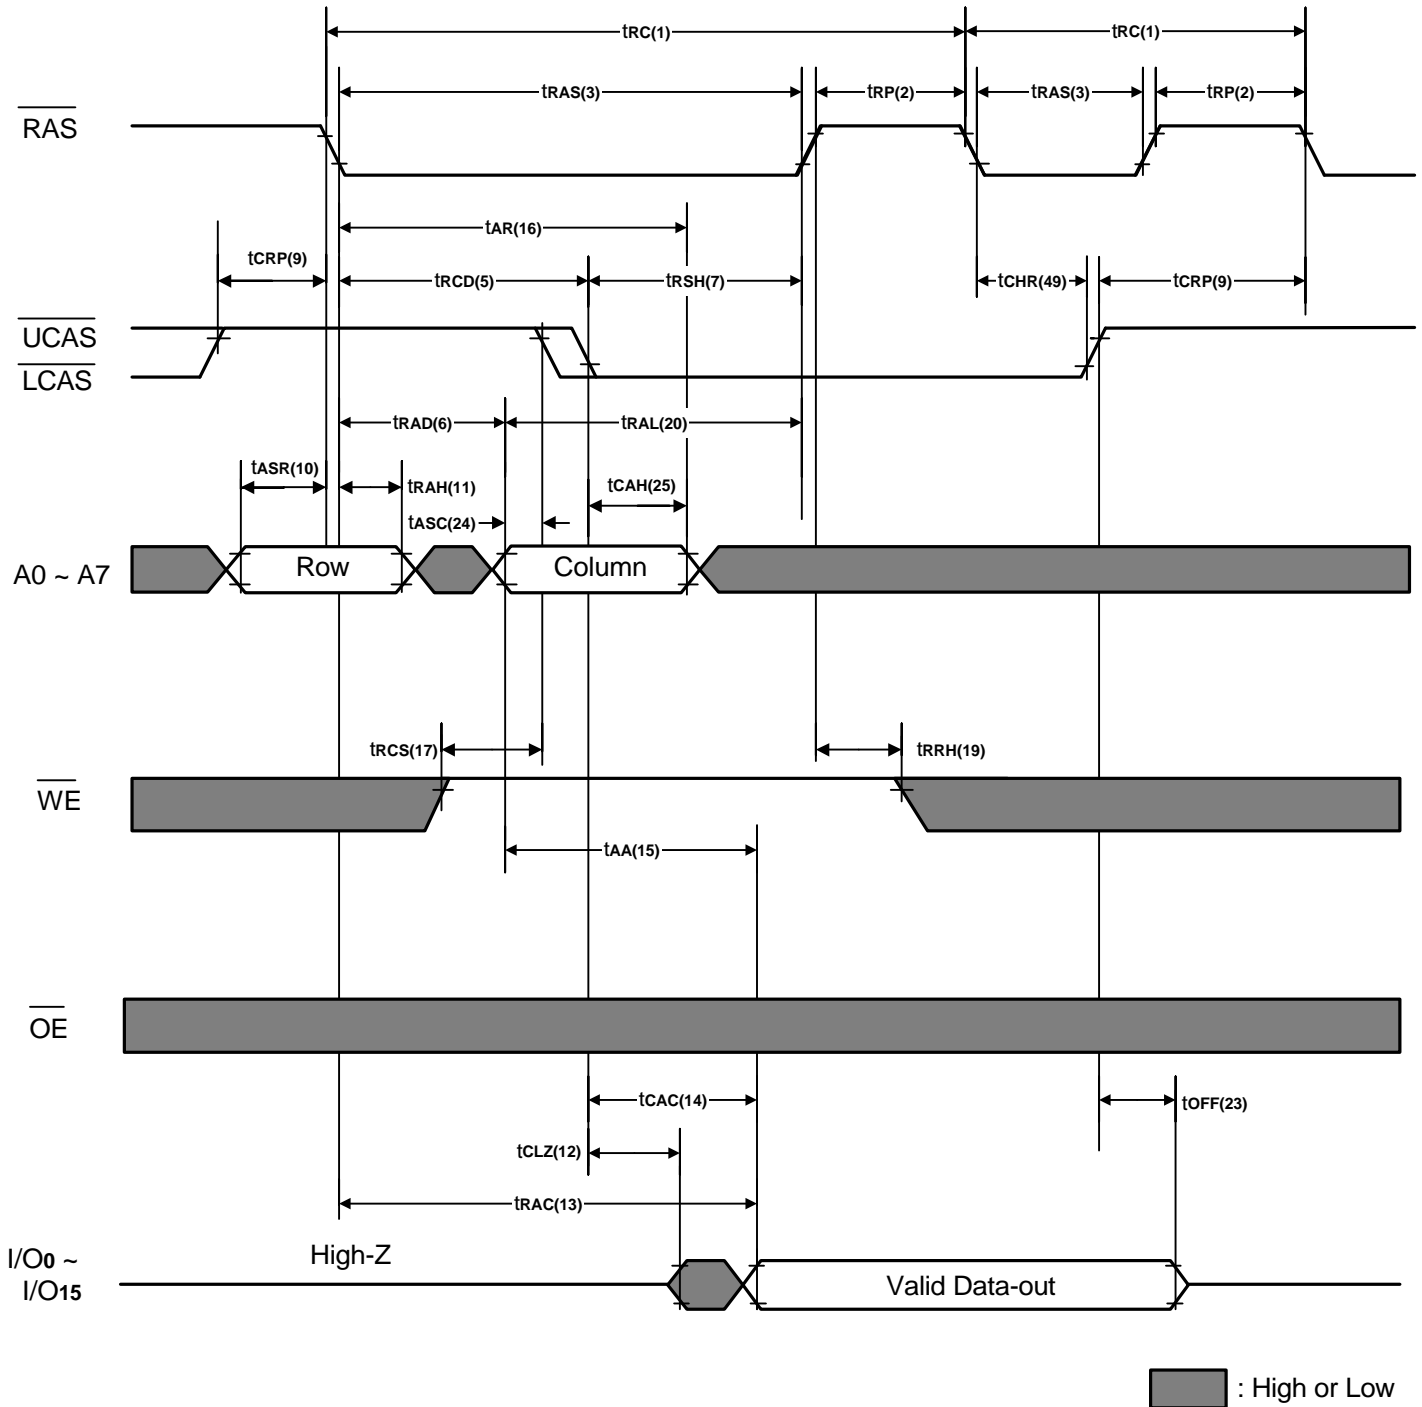 tRC(1) tRC(1)
tRAS(3) tRP(2) tRAS(3) tRP(2)
RAS
tAR(16)
tCRP(9) tRCD(5) tRSH(7) tCHR(49) tCRP(9)
UCAS
LCAS
tRAD(6) tRAL(20)
tASR(10) tRAH(11) tCAH(25)
tASC(24)
A0 ~ A7 Row Column
tRCS(17) tRRH(19)
WE
tAA(15)
OE
tCAC(14) tOFF(23)
tCLZ(12)
tRAC(13)
I/O0 ~ High-Z
I/O15 Valid Data-out
: High or Low